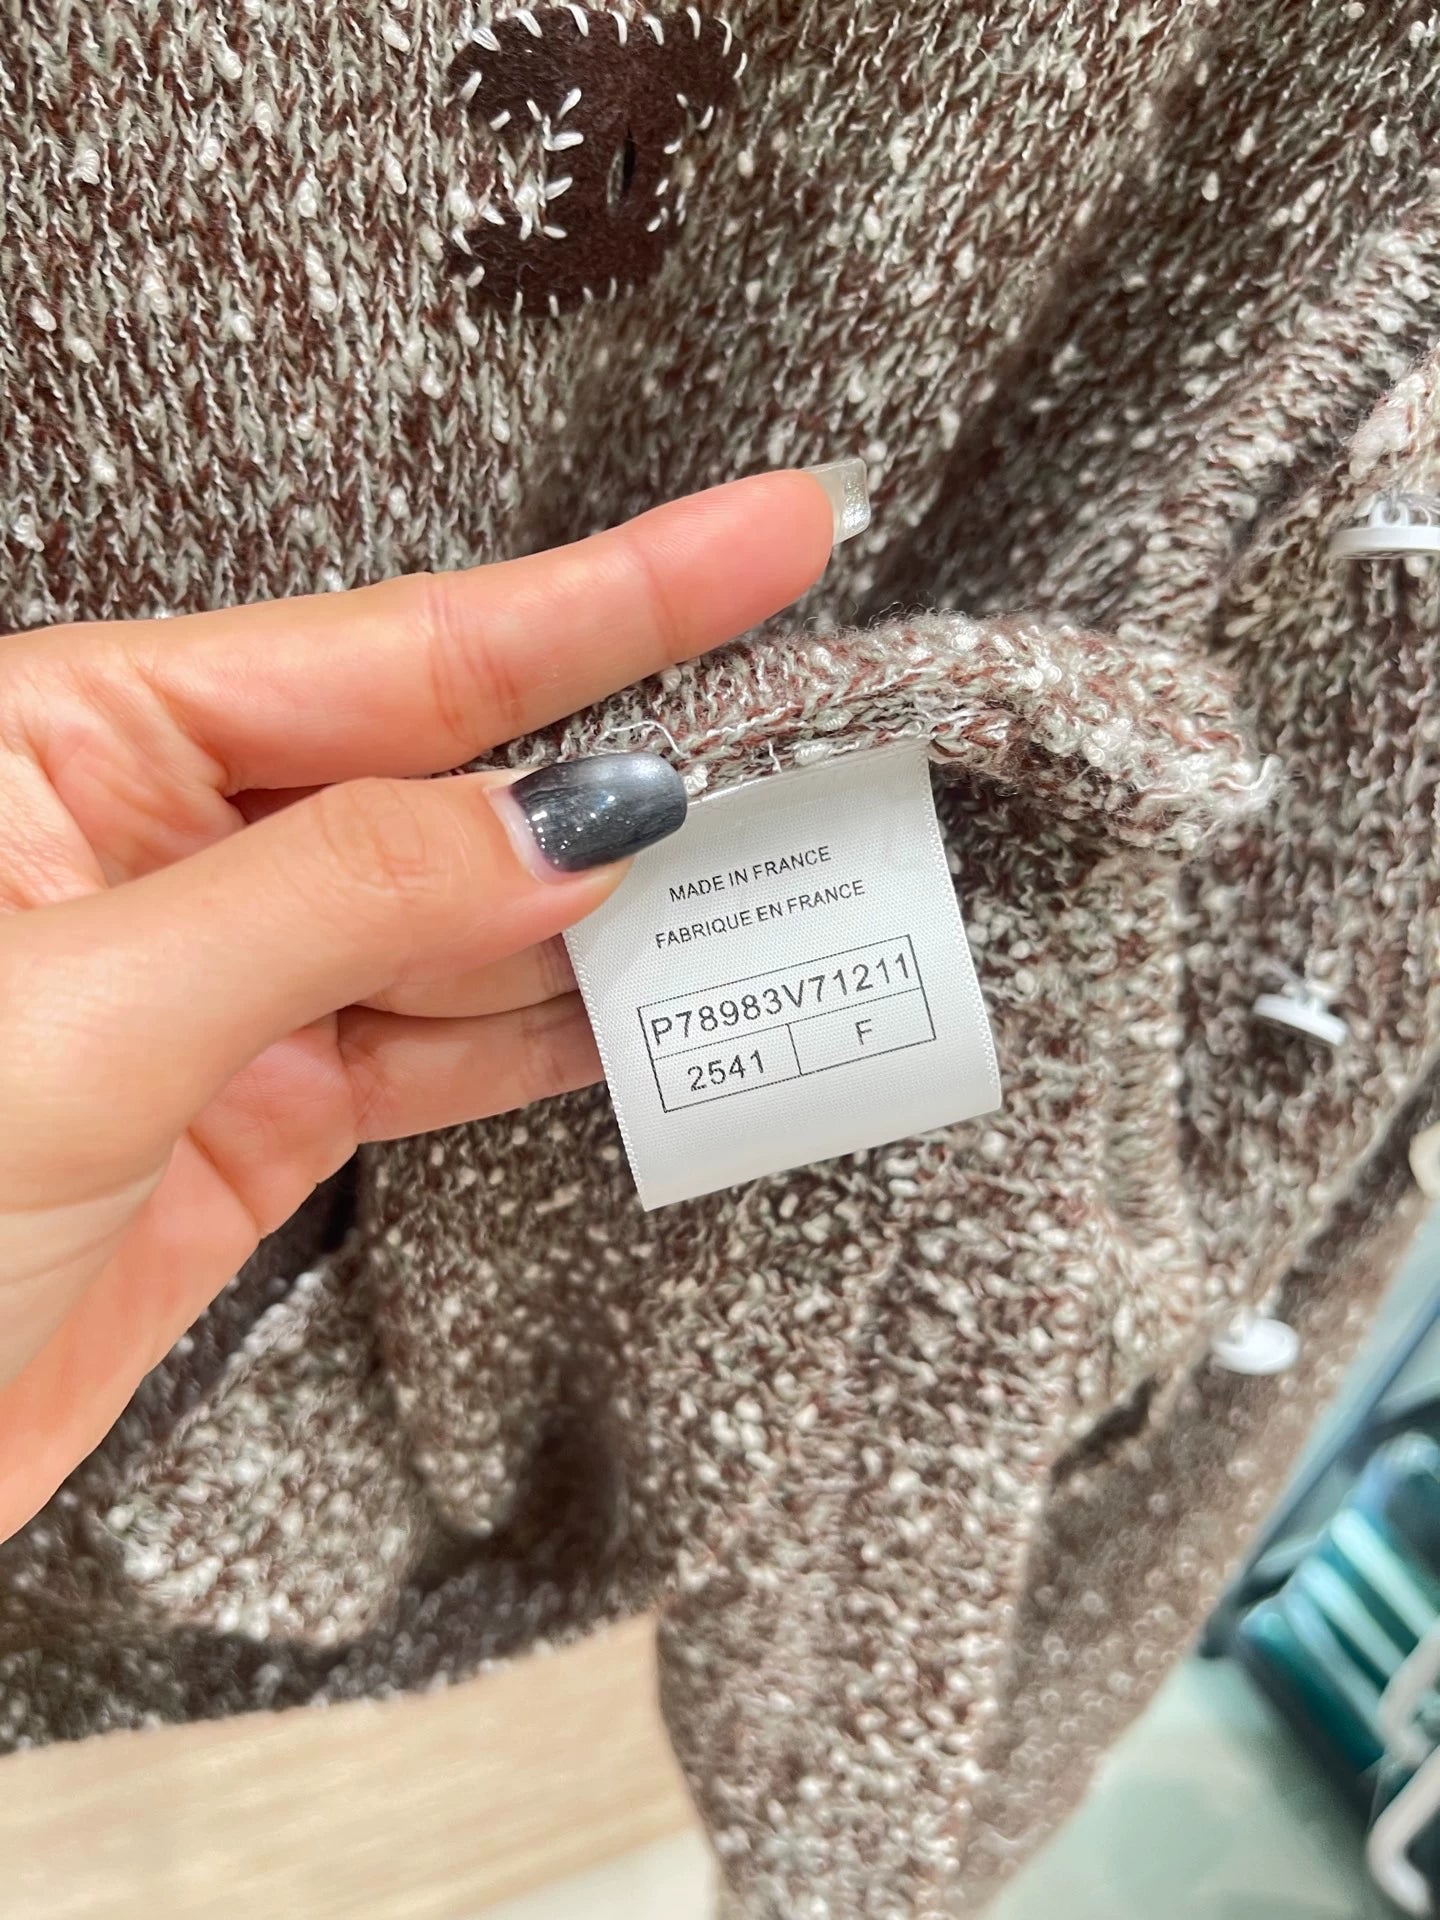 MADE IN FRANCE
FABRIQUE EN FRANCE
P78983V71211
2541 F